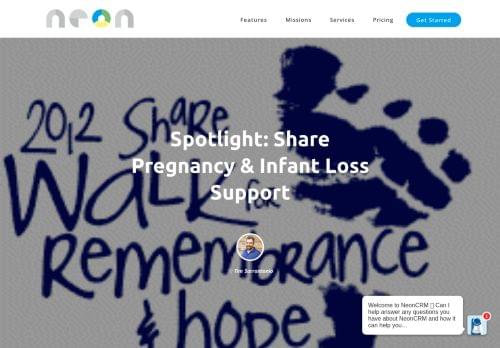 neon
Features Missions Services Pricing Get Started
2012 Share
Spotlight: Share
Pregnancy & Infant Loss
Support
Walk for
Remembrance
& hope
Tim Sarrantonio
Welcome to NeonCRM 👋 Can I
help answer any questions you
have about NeonCRM and how it
can help you...
1